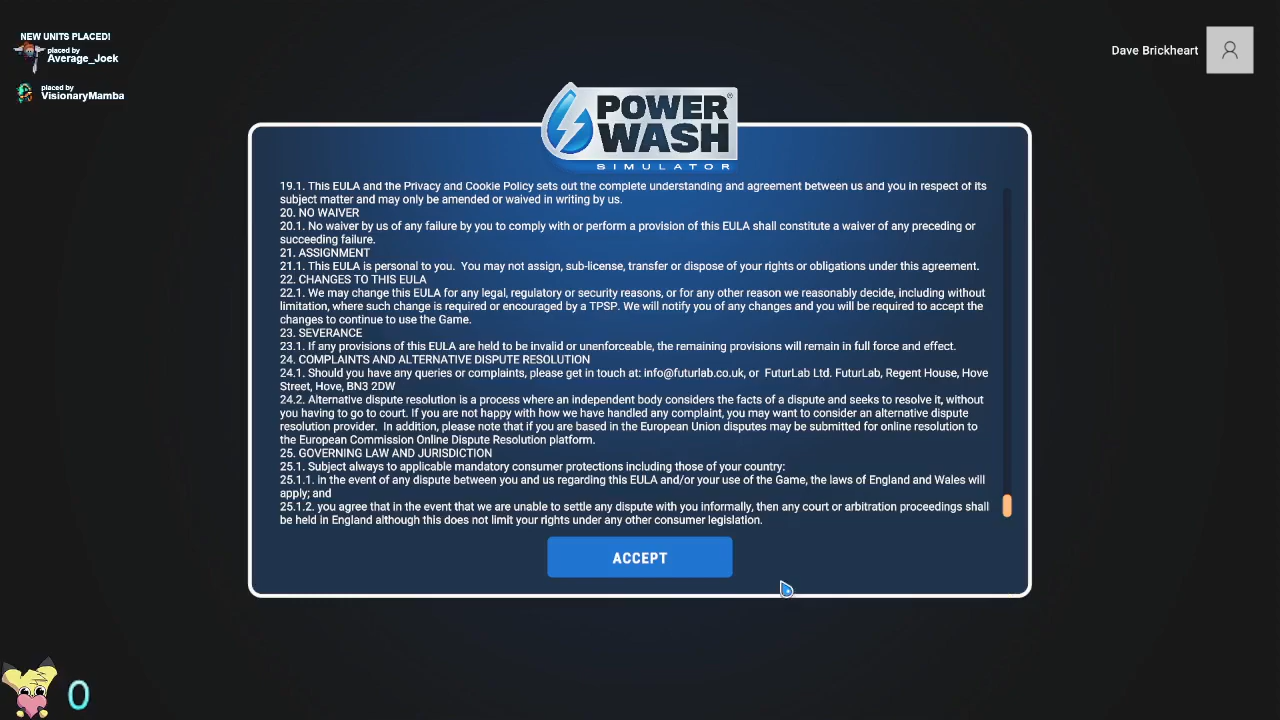 NEW UNITS PLACED!
placed by
Average_Joek
placed by
VisionaryMamba
Dave Brickheart
POWER
WASH
SIMULATOR
19.1. This EULA and the Privacy and Cookie Policy sets out the complete understanding and agreement between us and you in respect of its
subject matter and may only be amended or waived in writing by us.
20. NO WAIVER
20.1. No waiver by us of any failure by you to comply with or perform a provision of this EULA shall constitute a waiver of any preceding or
succeeding failure.
21. ASSIGNMENT
21.1. This EULA is personal to you.  You may not assign, sub-license, transfer or dispose of your rights or obligations under this agreement.
22. CHANGES TO THIS EULA
22.1. We may change this EULA for any legal, regulatory or security reasons, or for any other reason we reasonably decide, including without
limitation, where such change is required or encouraged by a TPSP. We will notify you of any changes and you will be required to accept the
changes to continue to use the Game.
23. SEVERANCE
23.1. If any provisions of this EULA are held to be invalid or unenforceable, the remaining provisions will remain in full force and effect.
24. COMPLAINTS AND ALTERNATIVE DISPUTE RESOLUTION
24.1. Should you have any queries or complaints, please get in touch at: info@futurlab.co.uk, or  FuturLab Ltd. FuturLab, Regent House, Hove
Street, Hove, BN3 2DW
24.2. Alternative dispute resolution is a process where an independent body considers the facts of a dispute and seeks to resolve it, without
you having to go to court. If you are not happy with how we have handled any complaint, you may want to consider an alternative dispute
resolution provider.  In addition, please note that if you are based in the European Union disputes may be submitted for online resolution to
the European Commission Online Dispute Resolution platform.
25. GOVERNING LAW AND JURISDICTION
25.1. Subject always to applicable mandatory consumer protections including those of your country:
25.1.1. in the event of any dispute between you and us regarding this EULA and/or your use of the Game, the laws of England and Wales will
apply; and
25.1.2. you agree that in the event that we are unable to settle any dispute with you informally, then any court or arbitration proceedings shall
be held in England although this does not limit your rights under any other consumer legislation.
ACCEPT
0